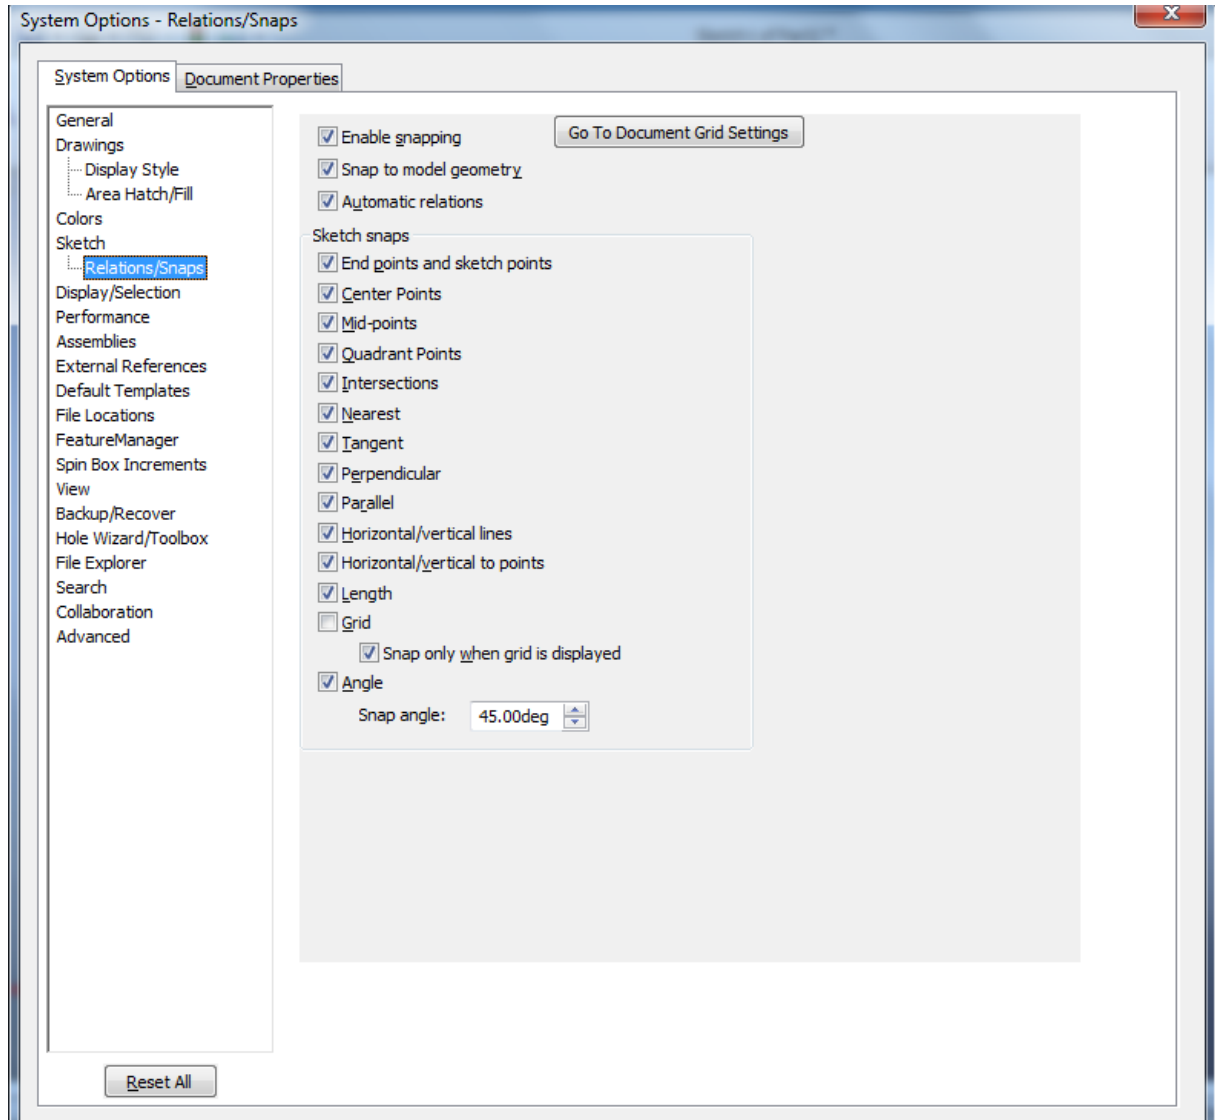 System Options - Relations/Snaps
X
System Options
Document Properties
General
Drawings
Display Style
Area Hatch/Fill
Colors
Sketch
Relations/Snaps
Display/Selection
Performance
Assemblies
External References
Default Templates
File Locations
FeatureManager
Spin Box Increments
View
Backup/Recover
Hole Wizard/Toolbox
File Explorer
Search
Collaboration
Advanced
Reset All
Enable snapping
Go To Document Grid Settings
Snap to model geometry
Automatic relations
Sketch snaps
End points and sketch points
Center Points
Mid-points
Quadrant Points
Intersections
Nearest
Tangent
Perpendicular
Parallel
Horizontal/vertical lines
Horizontal/vertical to points
Length
Grid
Snap only when grid is displayed
Angle
Snap angle: 45.00deg